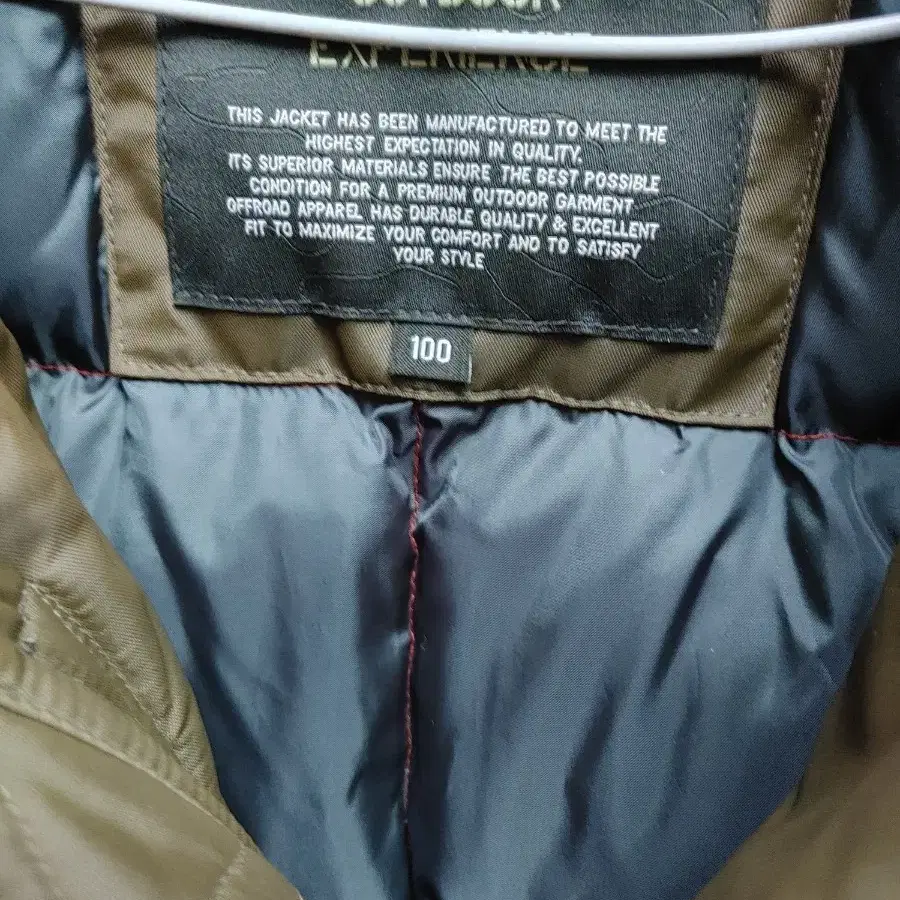 OUTDOOR
EXPERIENCE
THIS JACKET HAS BEEN MANUFACTURED TO MEET THE
HIGHEST EXPECTATION IN QUALITY.
ITS SUPERIOR MATERIALS ENSURE THE BEST POSSIBLE
CONDITION FOR A PREMIUM OUTDOOR GARMENT.
OFFROAD APPAREL HAS DURABLE QUALITY & EXCELLENT
FIT TO MAXIMIZE YOUR COMFORT AND TO SATISFY
YOUR STYLE
100